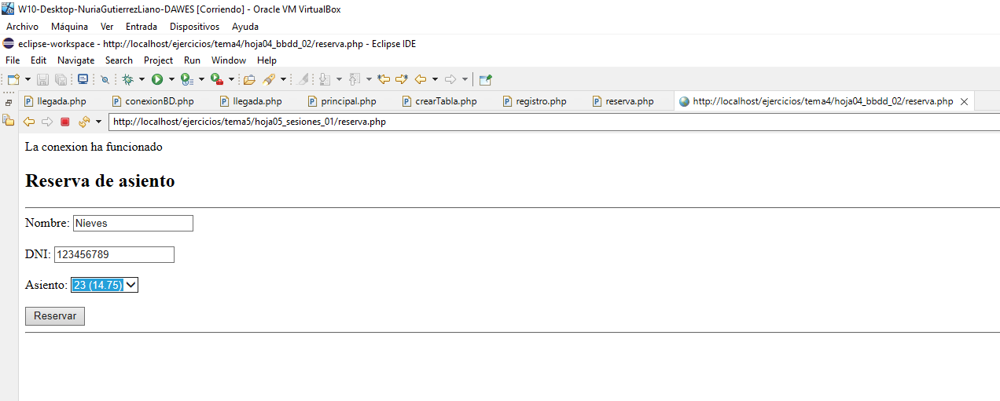 W10-Desktop-NuriaGutierrezLiano-DAWES [Corriendo] - Oracle VM VirtualBox
Archivo Máquina Ver Entrada Dispositivos Ayuda
eclipse-workspace - http://localhost/ejercicios/tema4/hoja04_bbdd_02/reserva.php - Eclipse IDE
File Edit Navigate Search Project Run Window Help
llegada.php conexionBD.php llegada.php principal.php crearTabla.php registro.php reserva.php http://localhost/ejercicios/tema4/hoja04_bbdd_02/reserva.php
http://localhost/ejercicios/tema5/hoja05_sesiones_01/reserva.php
La conexion ha funcionado
Reserva de asiento
Nombre: Nieves
DNI: 123456789
Asiento: 23 (14.75)
Reservar